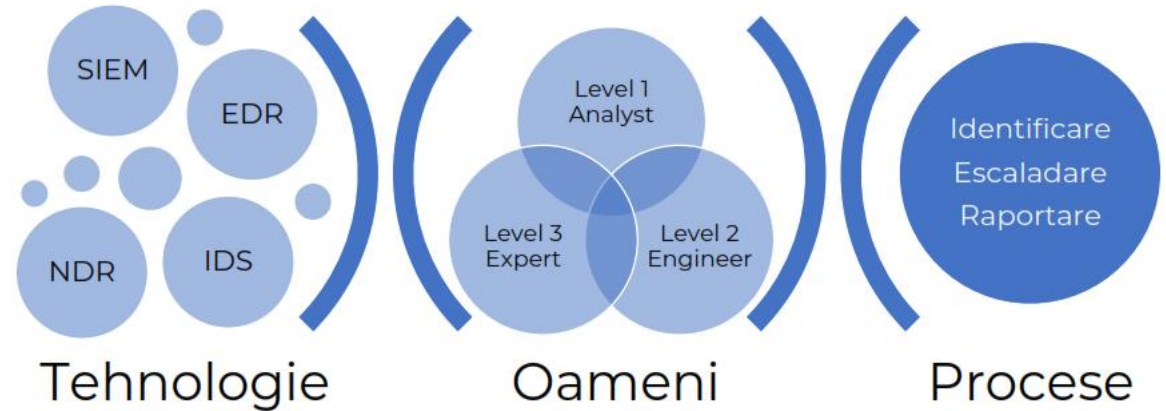 SIEM
EDR
NDR
IDS
Tehnologie
Level 1
Analyst
Level 3
Expert
Level 2
Engineer
Oameni
Identificare
Escaladare
Raportare
Procese